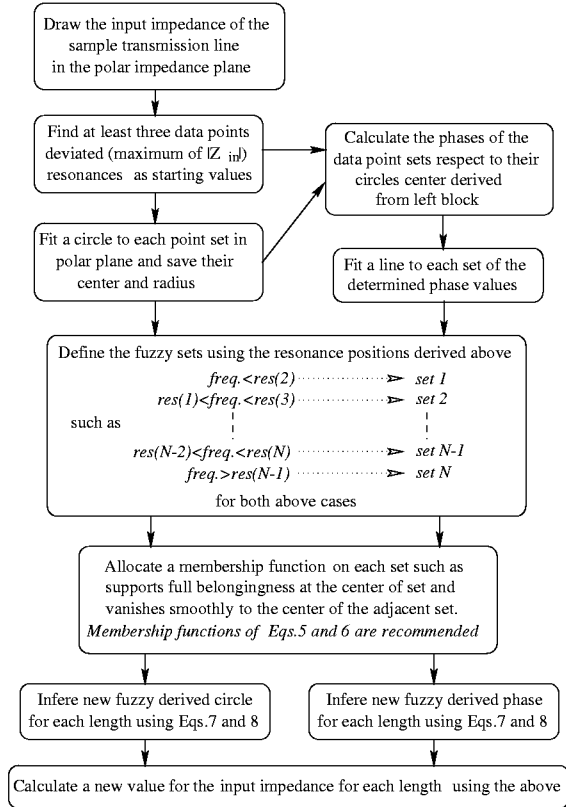 Draw the input impedance of the
sample transmission line
in the polar impedance plane
Find at least three data points
deviated (maximum of |Z in|)
resonances as starting values
Calculate the phases of the
data point sets respect to their
circles center derived
from left block
Fit a circle to each point set in
polar plane and save their
center and radius
Fit a line to each set of the
determined phase values
Define the fuzzy sets using the resonance positions derived above
freq.<res(2) set 1
res(1)<freq.<res(3) set 2
such as
res(N-2)<freq.<res(N) set N-1
freq.>res(N-1) set N
for both above cases
Allocate a membership function on each set such as
supports full belongingness at the center of set and
vanishes smoothly to the center of the adjacent set.
Membership functions of Eqs.5 and 6 are recommended
Infere new fuzzy derived circle
for each length using Eqs.7 and 8
Infere new fuzzy derived phase
for each length using Eqs.7 and 8
Calculate a new value for the input impedance for each length using the above